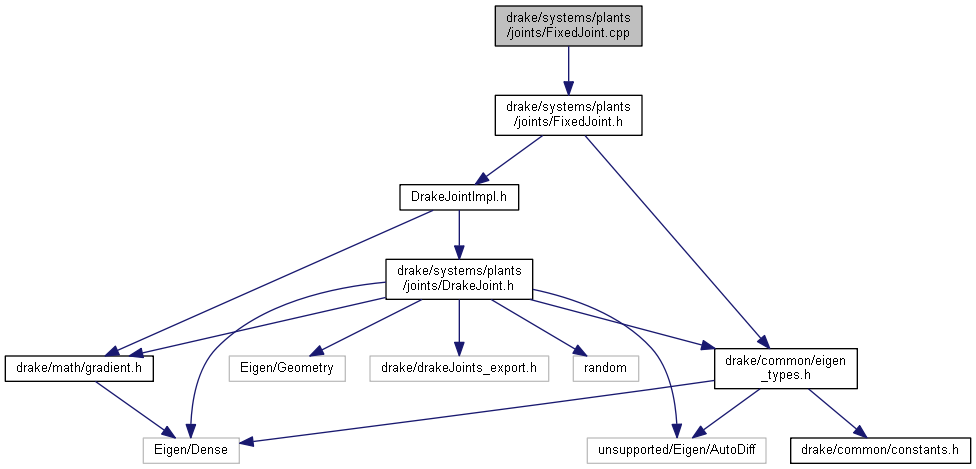 drake/systems/plants
/joints/FixedJoint.cpp
drake/systems/plants
/joints/FixedJoint.h
DrakeJointImpl.h
drake/systems/plants
/joints/DrakeJoint.h
drake/math/gradient.h
Eigen/Geometry
drake/drakeJoints_export.h
random
drake/common/eigen
_types.h
Eigen/Dense
unsupported/Eigen/AutoDiff
drake/common/constants.h